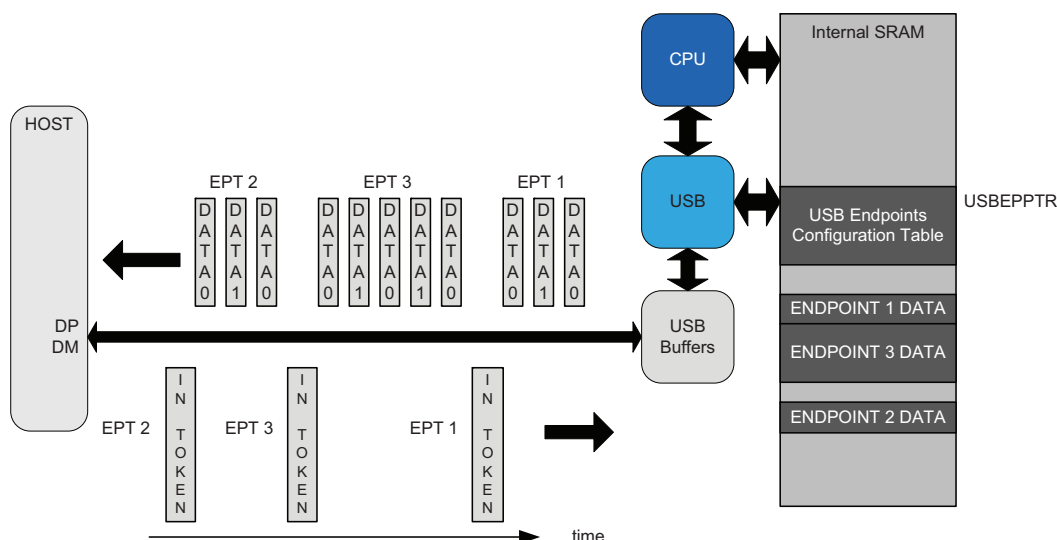 Internal SRAM
CPU
HOST
EPT 2
EPT 3
EPT 1
USB
USBEPPTR
USB Endpoints
Configuration Table
DATA0
DATA1
DATA0
DATA0
DATA1
DATA0
DATA1
DATA0
DATA0
DATA1
DATA0
ENDPOINT 1 DATA
DP
DM
USB
Buffers
ENDPOINT 3 DATA
EPT 2
IN TOKEN
EPT 3
IN TOKEN
EPT 1
IN TOKEN
ENDPOINT 2 DATA
time